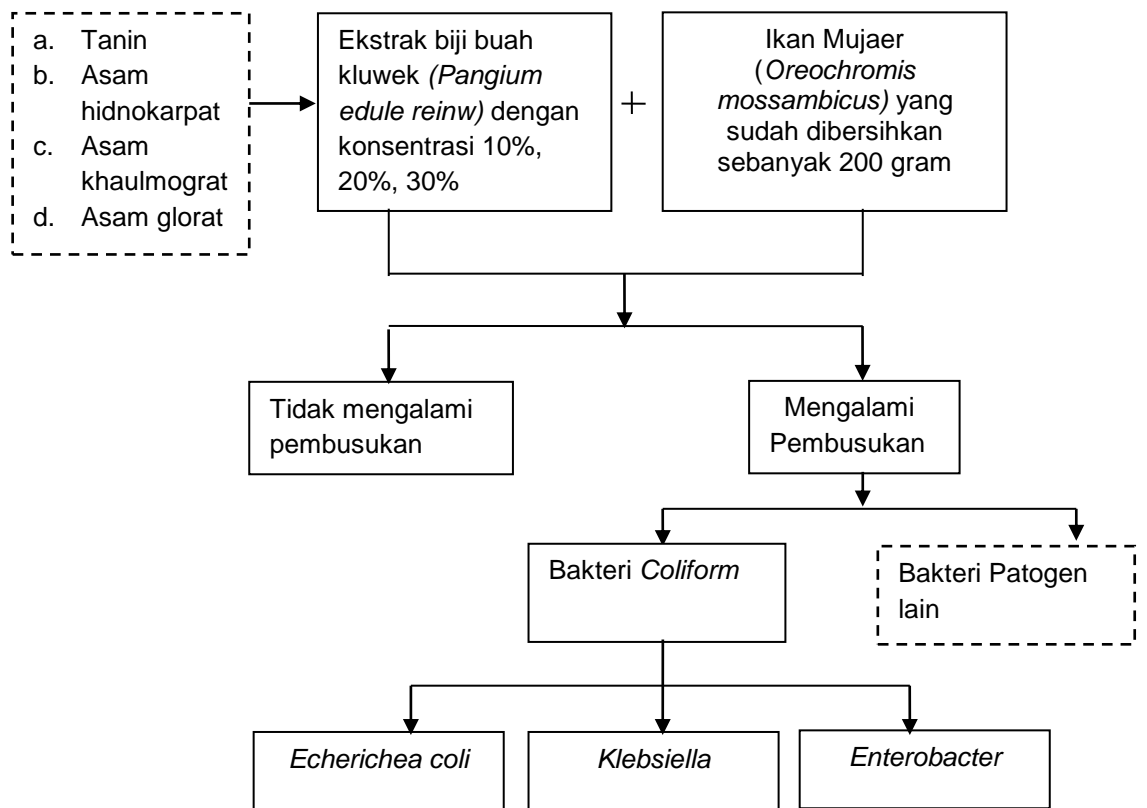 a. Tanin
b. Asam
hidnokarpat
c. Asam
khaulmograt
d. Asam glorat
Ekstrak biji buah
kluwek (Pangium
edule reinw) dengan
konsentrasi 10%,
20%, 30%
+
Ikan Mujaer
(Oreochromis
mossambicus) yang
sudah dibersihkan
sebanyak 200 gram
Tidak mengalami
pembusukan
Mengalami
Pembusukan
Bakteri Coliform
Bakteri Patogen
lain
Echerichea coli
Klebsiella
Enterobacter